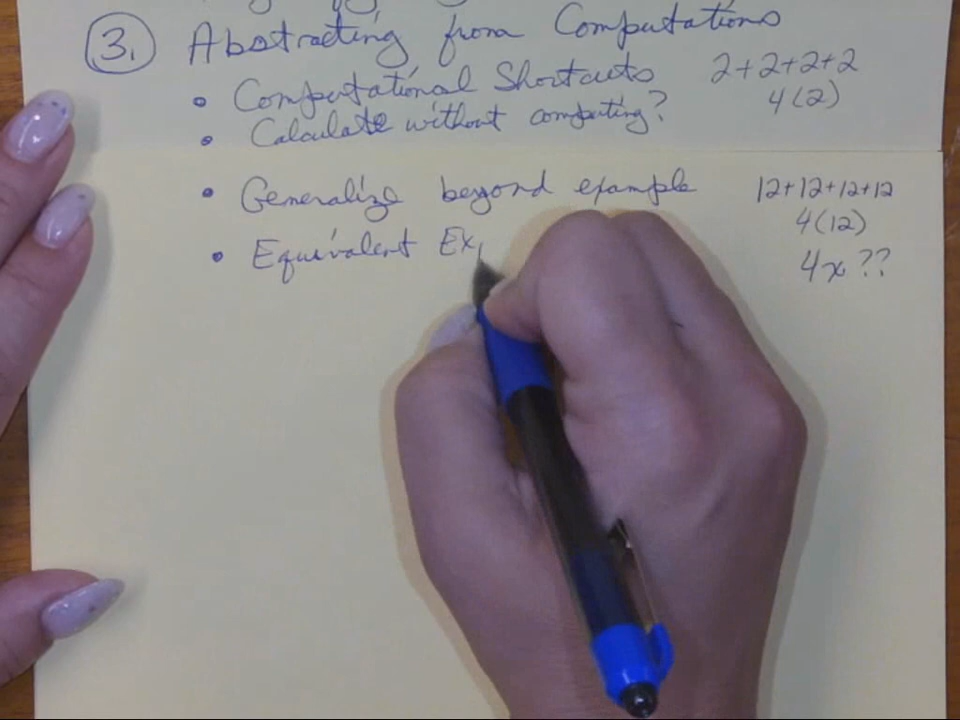 3. Abstracting from Computations
• Computational Shortcuts 2+2+2+2
4(2)
• Calculate without computing?
• Generalize beyond example 12+12+12+12
4(12)
• Equivalent Ex
4x ??